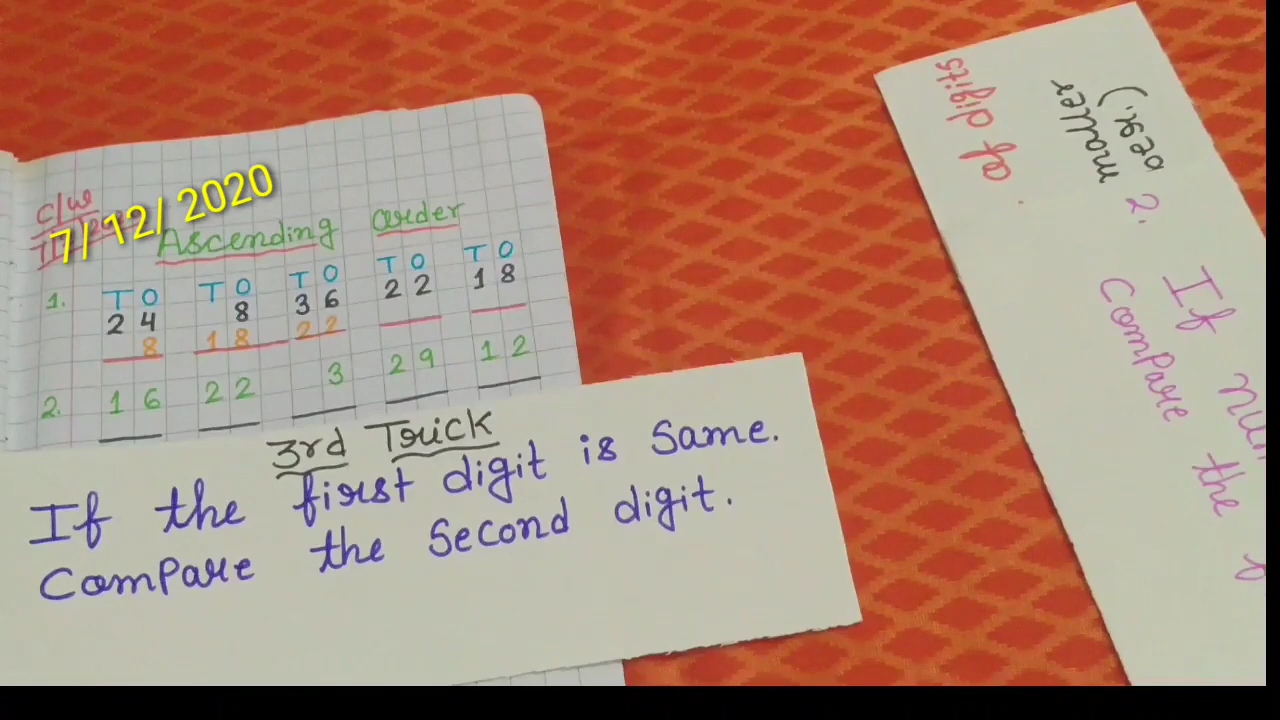 C/W
7/12/2020
Ascending Order
1. T O T O T O T O T O
2 4 8 3 6 2 2 1 8
8 1 8 2 2
2. 1 6 2 2 3 2 9 1 2
3rd Trick
If the first digit is same.
Compare the second digit.
of digits
maller
2. If
Compare the